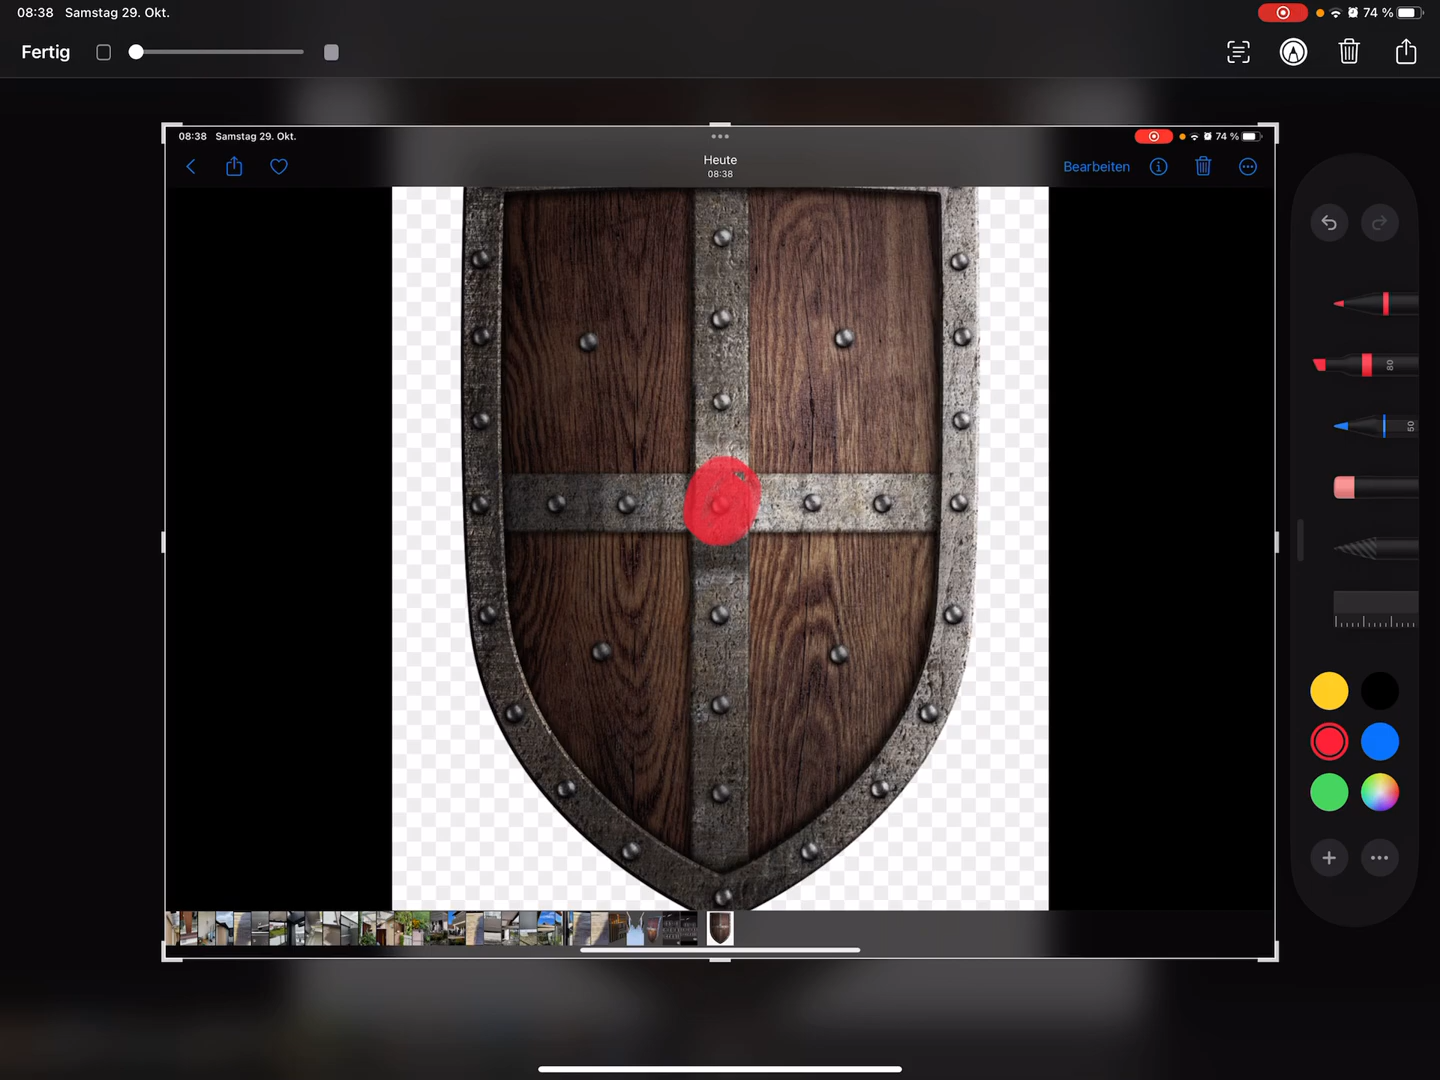 08:38 Samstag 29. Okt.
74 %
Fertig
08:38 Samstag 29. Okt.
74 %
Heute
08:38
Bearbeiten
80
50